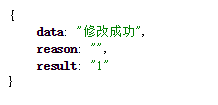 {
data: "修改成功",
reason: "",
result: "1"
}